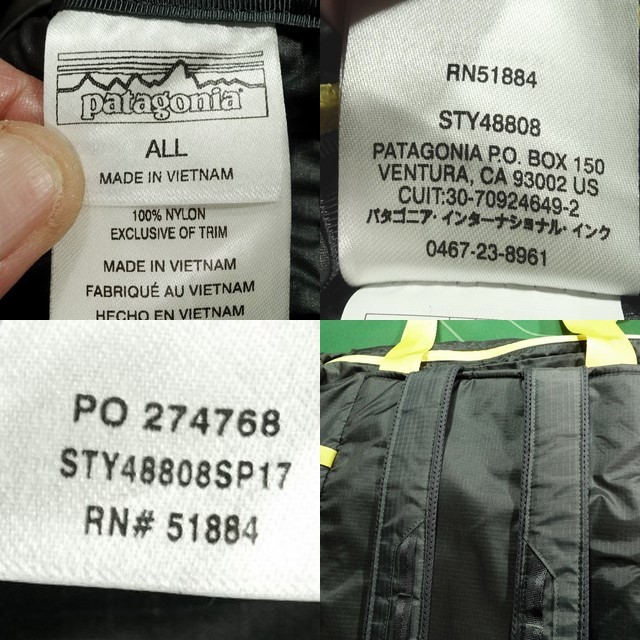 patagonia
ALL
MADE IN VIETNAM
100% NYLON
EXCLUSIVE OF TRIM
MADE IN VIETNAM
FABRIQUÉ AU VIETNAM
HECHO EN VIETNAM
RN51884
STY48808
PATAGONIA P.O. BOX 150
VENTURA, CA 93002 US
CUIT:30-70924649-2
パタゴニア・インターナショナル・インク
0467-23-8961
PO 274768
STY48808SP17
RN# 51884